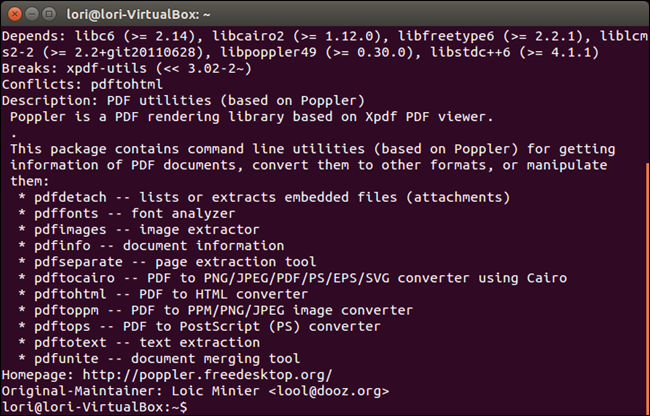 lori@lori-VirtualBox: ~
Depends: libc6 (>= 2.14), libcairo2 (>= 1.12.0), libfreetype6 (>= 2.2.1), liblcm
s2-2 (>= 2.2+git20110628), libpoppler49 (>= 0.30.0), libstdc++6 (>= 4.1.1)
Breaks: xpdf-utils (<< 3.02-2~)
Conflicts: pdftohtml
Description: PDF utilities (based on Poppler)
 Poppler is a PDF rendering library based on Xpdf PDF viewer.
 .
 This package contains command line utilities (based on Poppler) for getting
 information of PDF documents, convert them to other formats, or manipulate
 them:
  * pdfdetach -- lists or extracts embedded files (attachments)
  * pdffonts -- font analyzer
  * pdfimages -- image extractor
  * pdfinfo -- document information
  * pdfseparate -- page extraction tool
  * pdftocairo -- PDF to PNG/JPEG/PDF/PS/EPS/SVG converter using Cairo
  * pdftohtml -- PDF to HTML converter
  * pdftoppm -- PDF to PPM/PNG/JPEG image converter
  * pdftops -- PDF to PostScript (PS) converter
  * pdftotext -- text extraction
  * pdfunite -- document merging tool
Homepage: http://poppler.freedesktop.org/
Original-Maintainer: Loic Minier <lool@dooz.org>
lori@lori-VirtualBox:~$